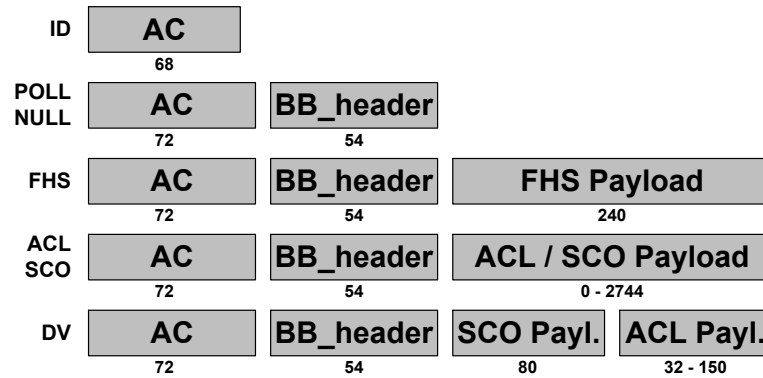 ID AC
68
POLL
NULL AC BB_header
72 54
FHS AC BB_header FHS Payload
72 54 240
ACL
SCO AC BB_header ACL / SCO Payload
72 54 0 - 2744
DV AC BB_header SCO Payl. ACL Payl.
72 54 80 32 - 150